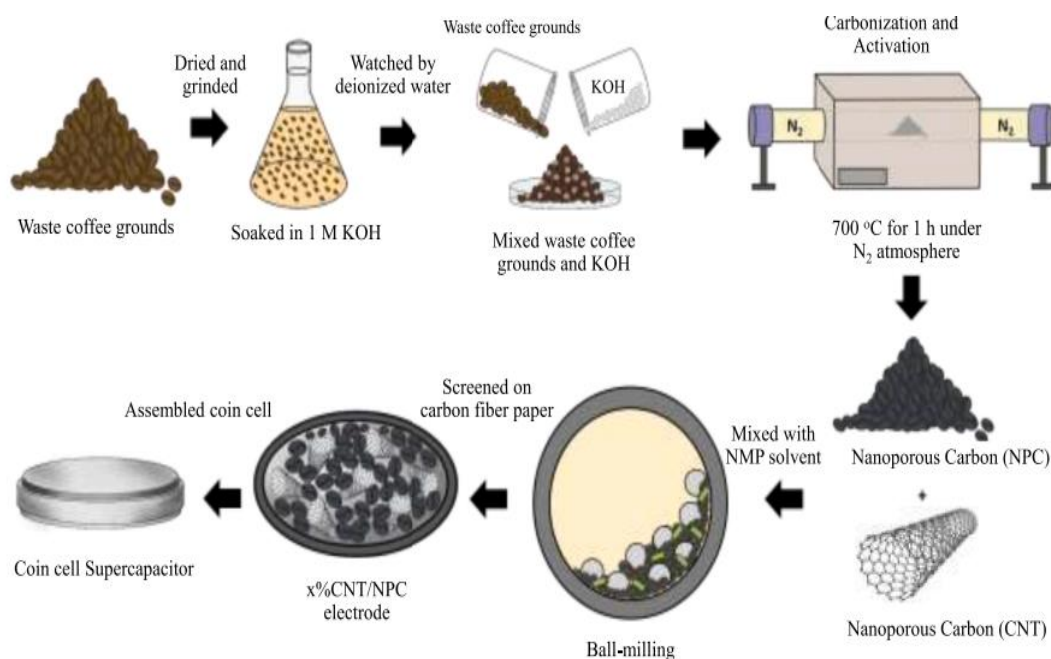 Waste coffee grounds
Dried and
grinded
Soaked in 1 M KOH
Watched by
deionized water
Waste coffee grounds
KOH
Mixed waste coffee
grounds and KOH
Carbonization and
Activation
N₂
N₂
700 °C for 1 h under
N₂ atmosphere
Nanoporous Carbon (NPC)
+
Nanoporous Carbon (CNT)
Mixed with
NMP solvent
Ball-milling
Screened on
carbon fiber paper
x%CNT/NPC
electrode
Assembled coin cell
Coin cell Supercapacitor